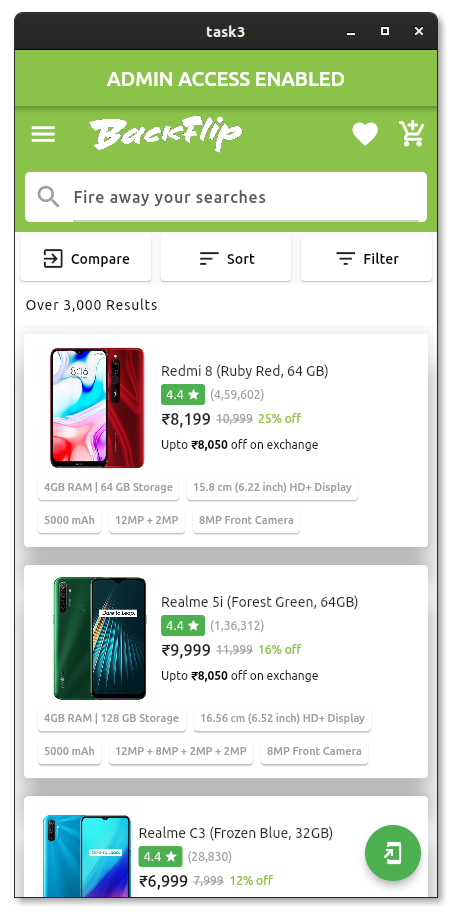 task3
ADMIN ACCESS ENABLED
BackFlip
Fire away your searches
Compare
Sort
Filter
Over 3,000 Results
8:16
Redmi 8 (Ruby Red, 64 GB)
4.4 ★ (4,59,602)
₹8,199 10,999 25% off
Upto ₹8,050 off on exchange
4GB RAM | 64 GB Storage
15.8 cm (6.22 inch) HD+ Display
5000 mAh
12MP + 2MP
8MP Front Camera
Dare to Leap.
Realme 5i (Forest Green, 64GB)
4.4 ★ (1,36,312)
₹9,999 11,999 16% off
Upto ₹8,050 off on exchange
4GB RAM | 128 GB Storage
16.56 cm (6.52 inch) HD+ Display
5000 mAh
12MP + 8MP + 2MP + 2MP
8MP Front Camera
Dare to Leap.
Realme C3 (Frozen Blue, 32GB)
4.4 ★ (28,830)
₹6,999 7,999 12% off